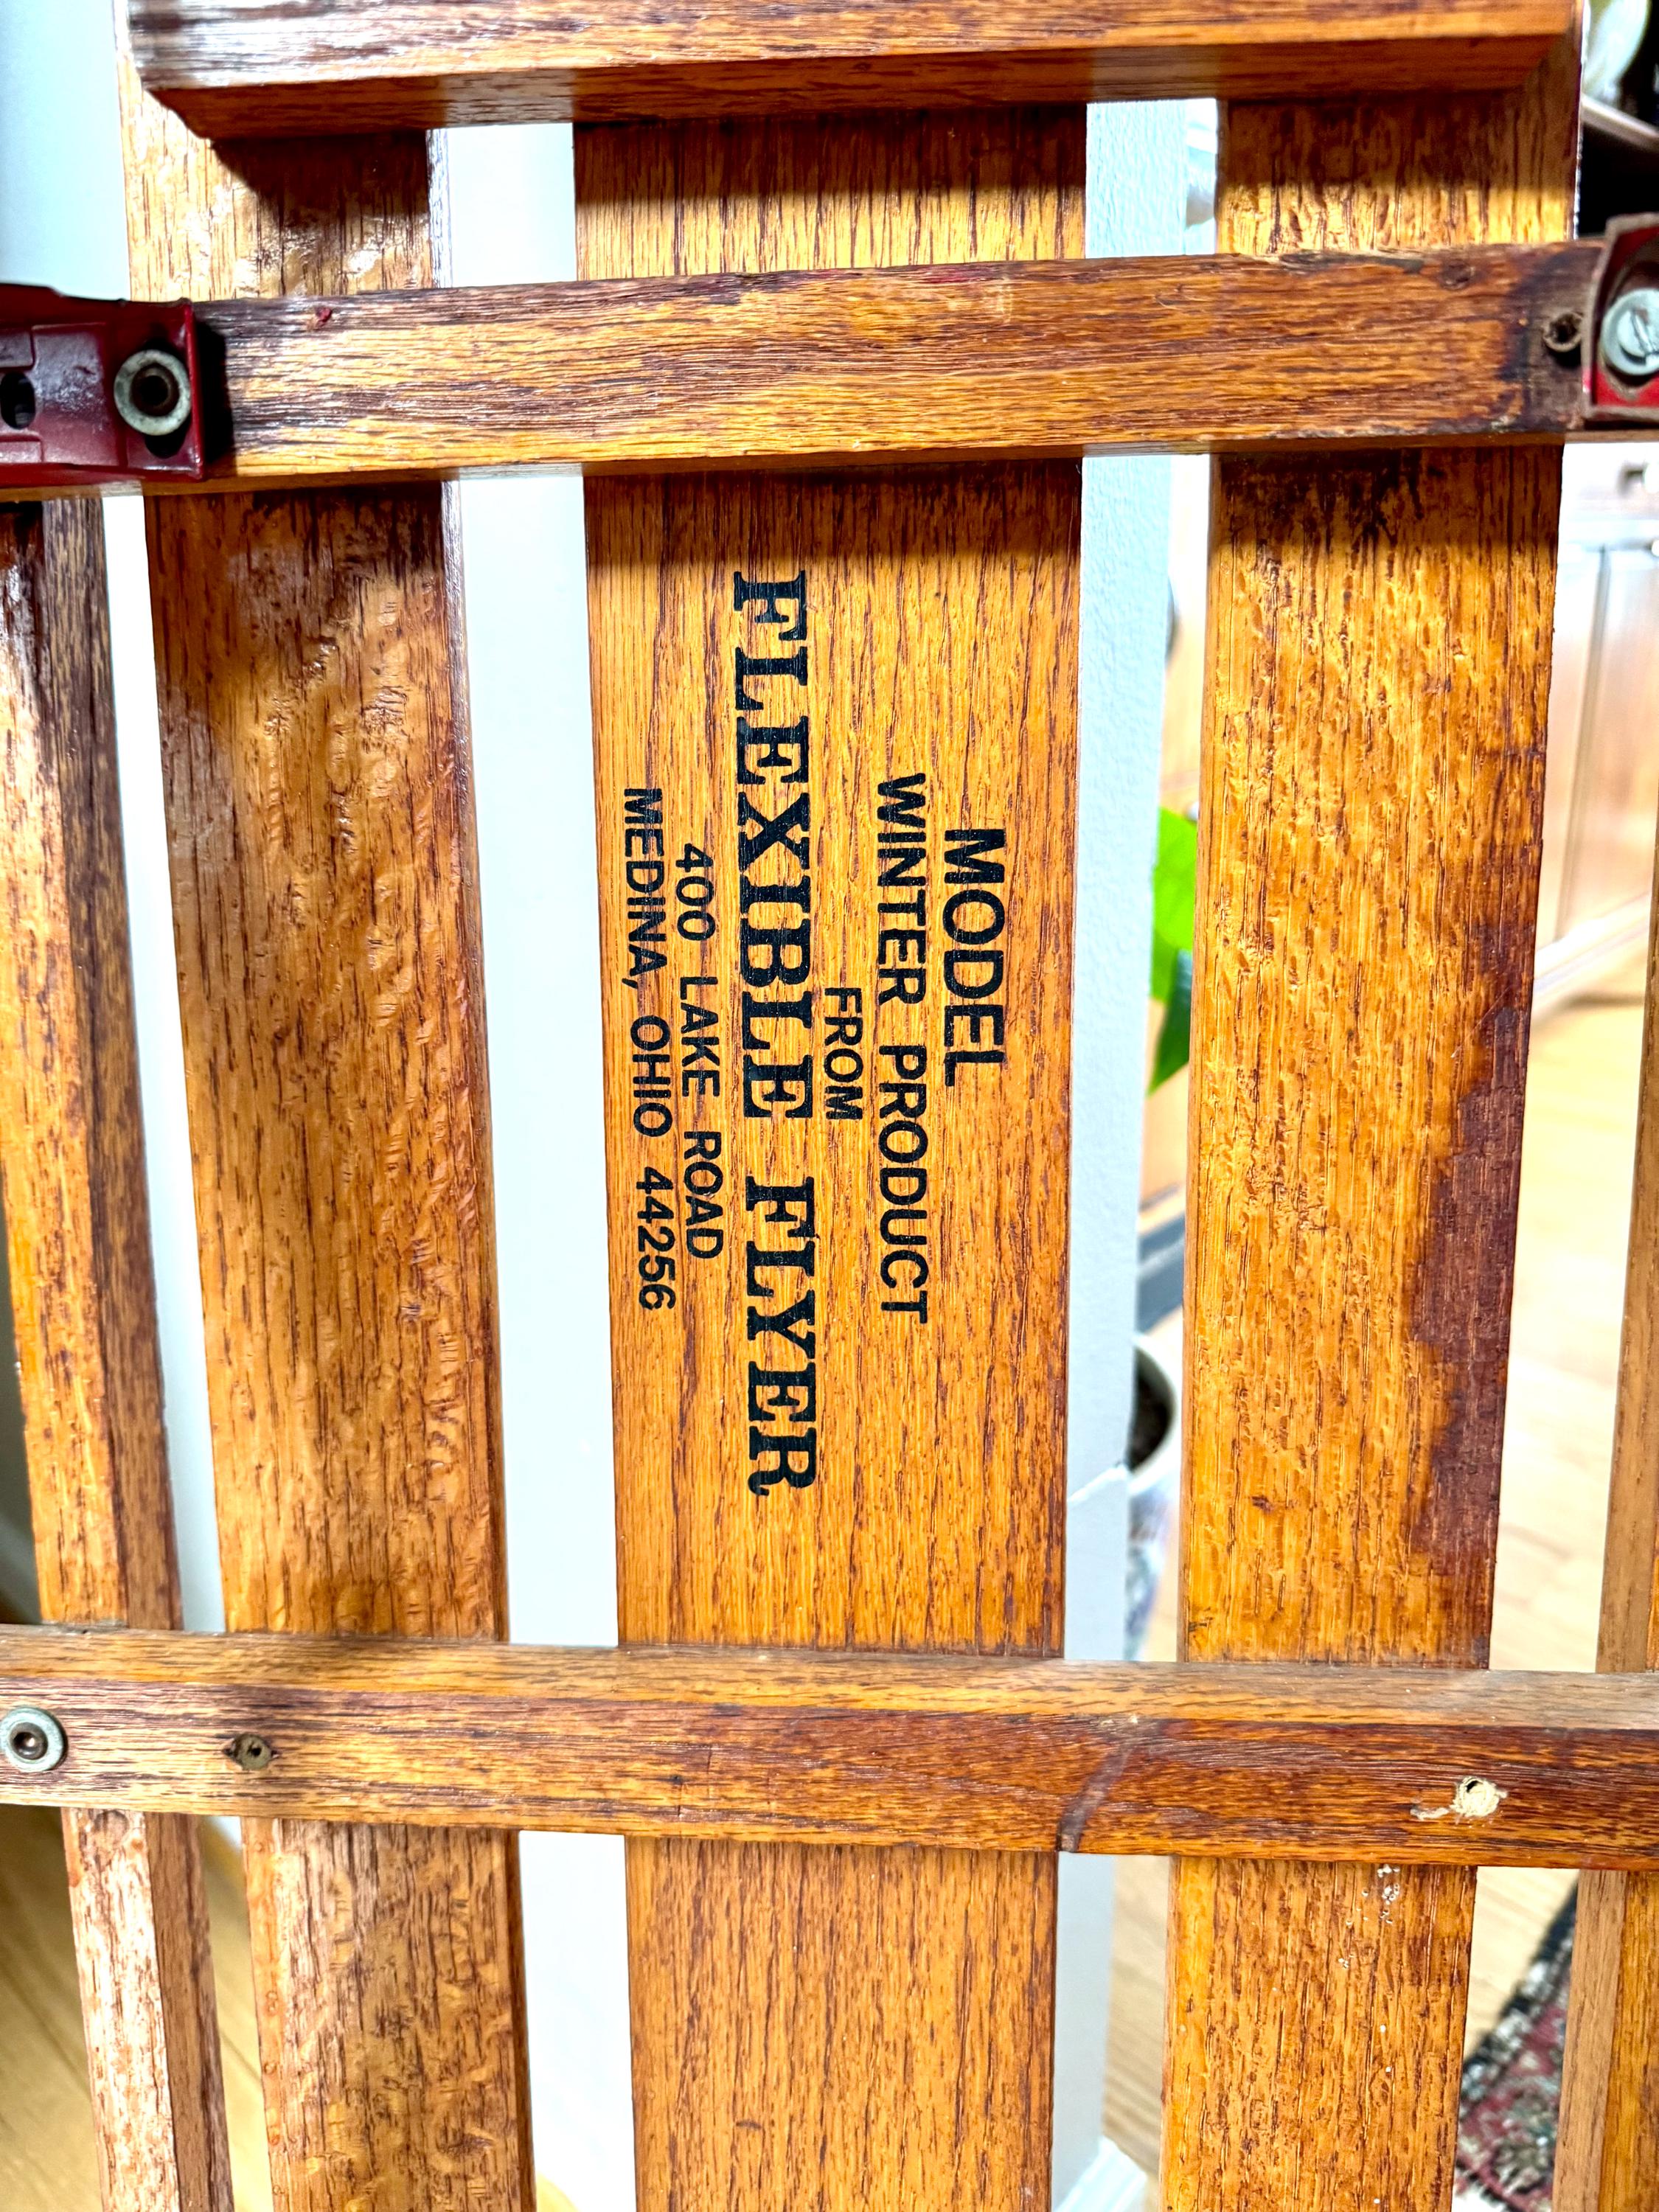 MODEL
WINTER PRODUCT
FROM
FLEXIBLE FLYER
400 LAKE ROAD
MEDINA, OHIO 44256